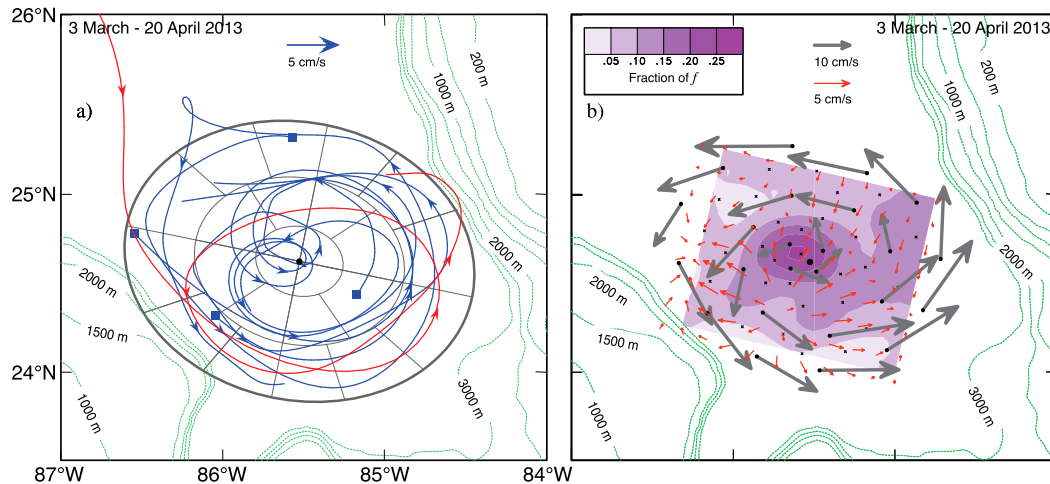 26°N
25°N
24°N
87°W
86°W
85°W
84°W
3 March - 20 April 2013
5 cm/s
a)
200 m
1000 m
2000 m
2000 m
1500 m
1000 m
3000 m
3 March - 20 April 2013
.05 .10 .15 .20 .25
Fraction of f
10 cm/s
5 cm/s
b)
200 m
1000 m
2000 m
2000 m
1500 m
1000 m
3000 m